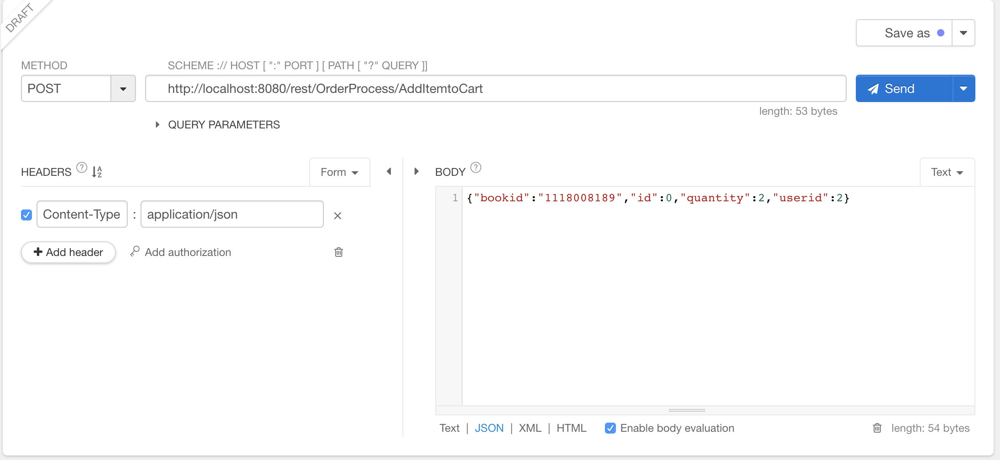 DRAFT
Save as
METHOD
SCHEME :// HOST [ ":" PORT ] [ PATH [ "?" QUERY ]]
POST
http://localhost:8080/rest/OrderProcess/AddItemtoCart
Send
length: 53 bytes
QUERY PARAMETERS
HEADERS ? AZ
Form
BODY ?
Text
Content-Type : application/json
1 {"bookid":"1118008189","id":0,"quantity":2,"userid":2}
Add header
Add authorization
Text | JSON | XML | HTML
Enable body evaluation
length: 54 bytes